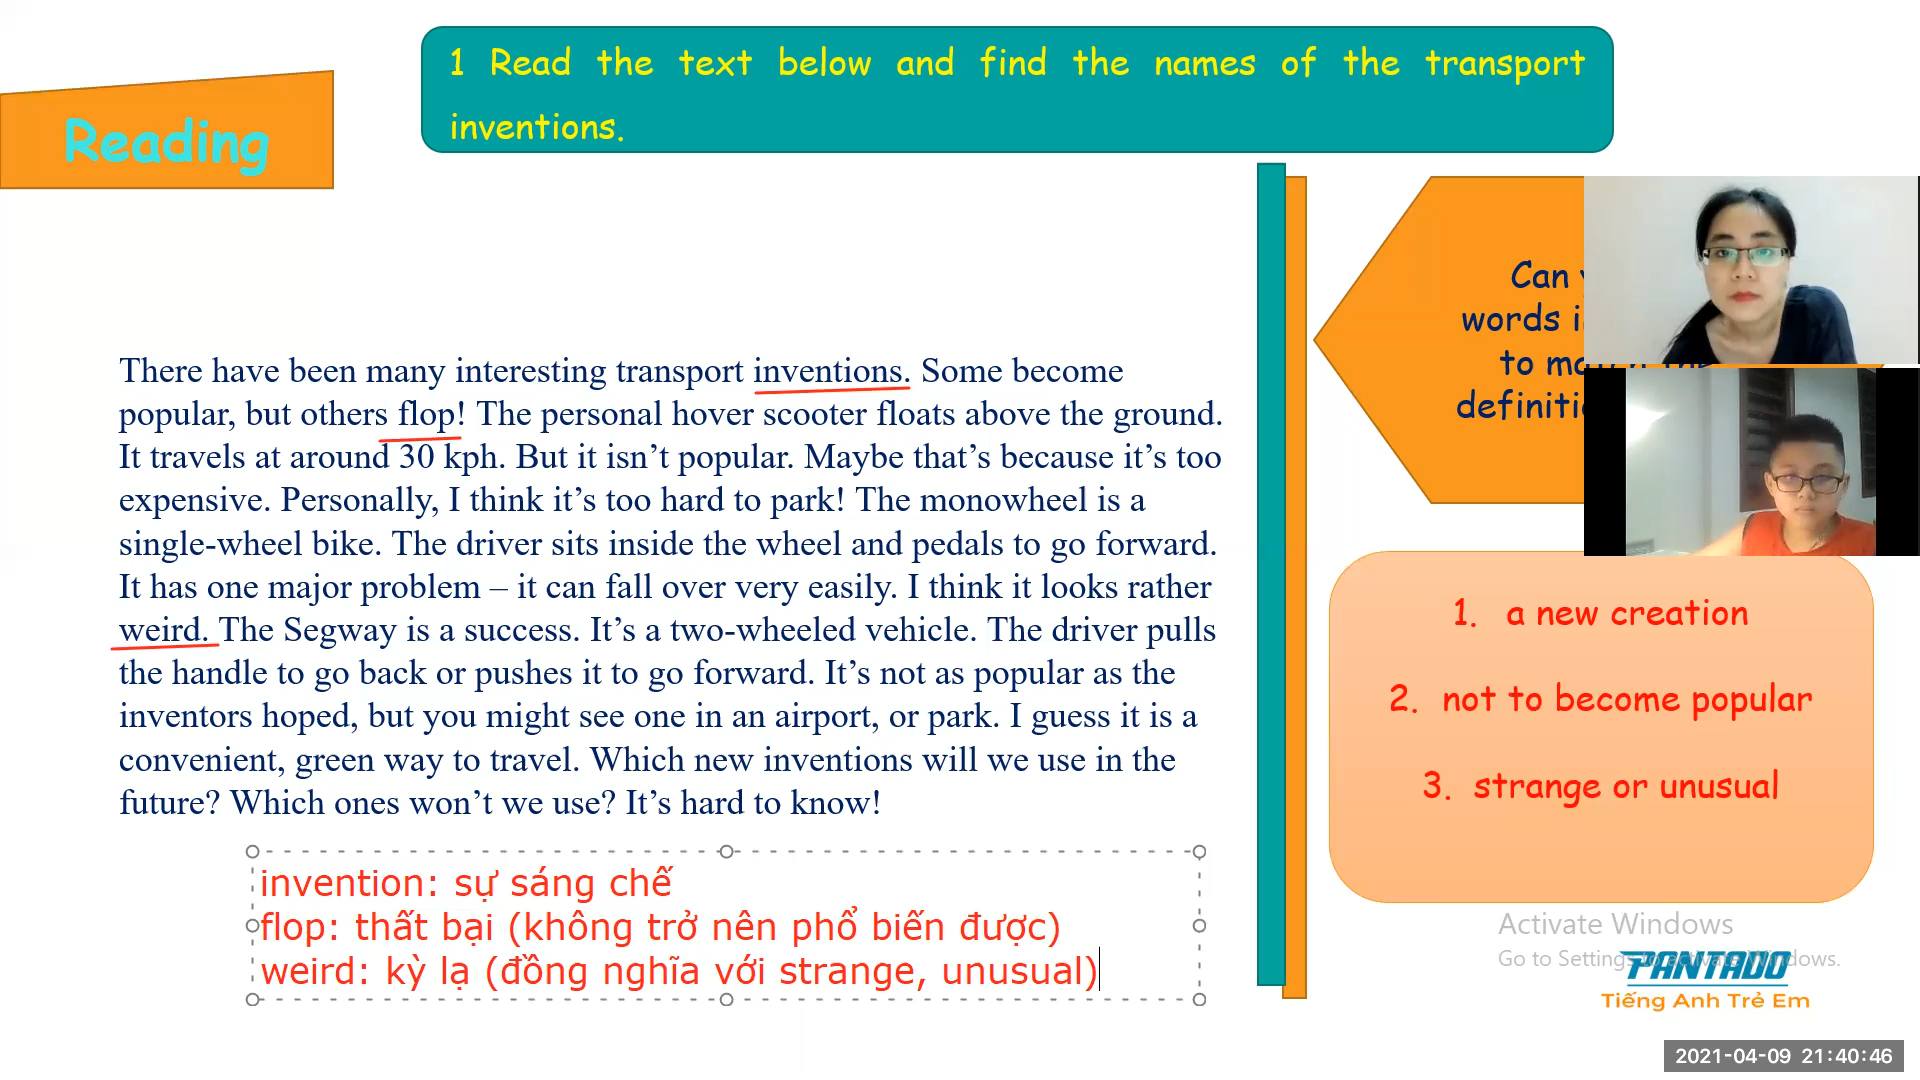 1 Read the text below and find the names of the transport
inventions.
Reading
There have been many interesting transport inventions. Some become
popular, but others flop! The personal hover scooter floats above the ground.
It travels at around 30 kph. But it isn’t popular. Maybe that’s because it’s too
expensive. Personally, I think it’s too hard to park! The monowheel is a
single-wheel bike. The driver sits inside the wheel and pedals to go forward.
It has one major problem – it can fall over very easily. I think it looks rather
weird. The Segway is a success. It’s a two-wheeled vehicle. The driver pulls
the handle to go back or pushes it to go forward. It’s not as popular as the
inventors hoped, but you might see one in an airport, or park. I guess it is a
convenient, green way to travel. Which new inventions will we use in the
future? Which ones won’t we use? It’s hard to know!
invention: sự sáng chế
flop: thất bại (không trở nên phổ biến được)
weird: kỳ lạ (đồng nghĩa với strange, unusual)
Can
words
to
1. a new creation
2. not to become popular
3. strange or unusual
Activate Windows
Go to Settings to activate Windows.
PANTADO
Tiếng Anh Trẻ Em
2021-04-09 21:40:46